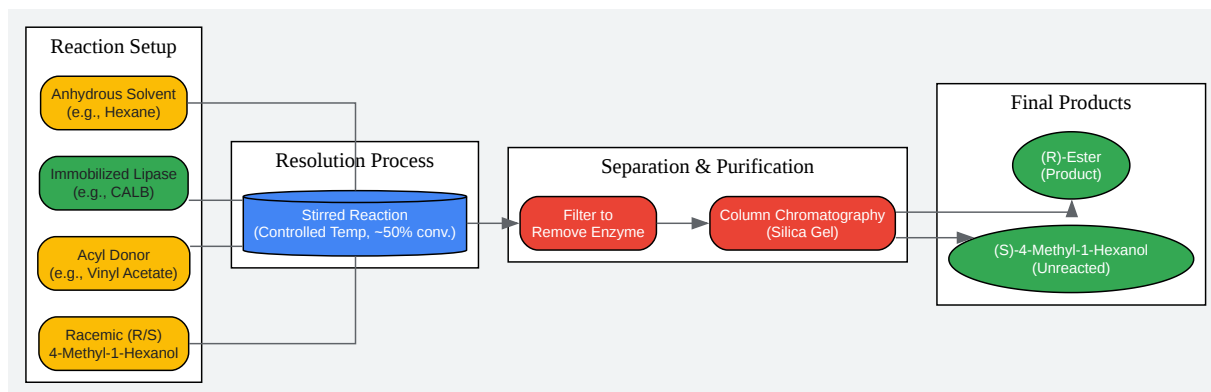 Reaction Setup
Anhydrous Solvent
(e.g., Hexane)
Immobilized Lipase
(e.g., CALB)
Acyl Donor
(e.g., Vinyl Acetate)
Racemic (R/S)
4-Methyl-1-Hexanol
Resolution Process
Stirred Reaction
(Controlled Temp, ~50% conv.)
Separation & Purification
Filter to
Remove Enzyme
Column Chromatography
(Silica Gel)
Final Products
(R)-Ester
(Product)
(S)-4-Methyl-1-Hexanol
(Unreacted)